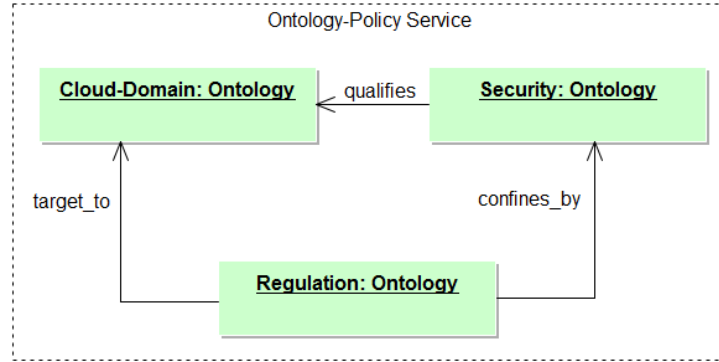 Ontology-Policy Service
Cloud-Domain: Ontology
qualifies
Security: Ontology
target_to
confines_by
Regulation: Ontology